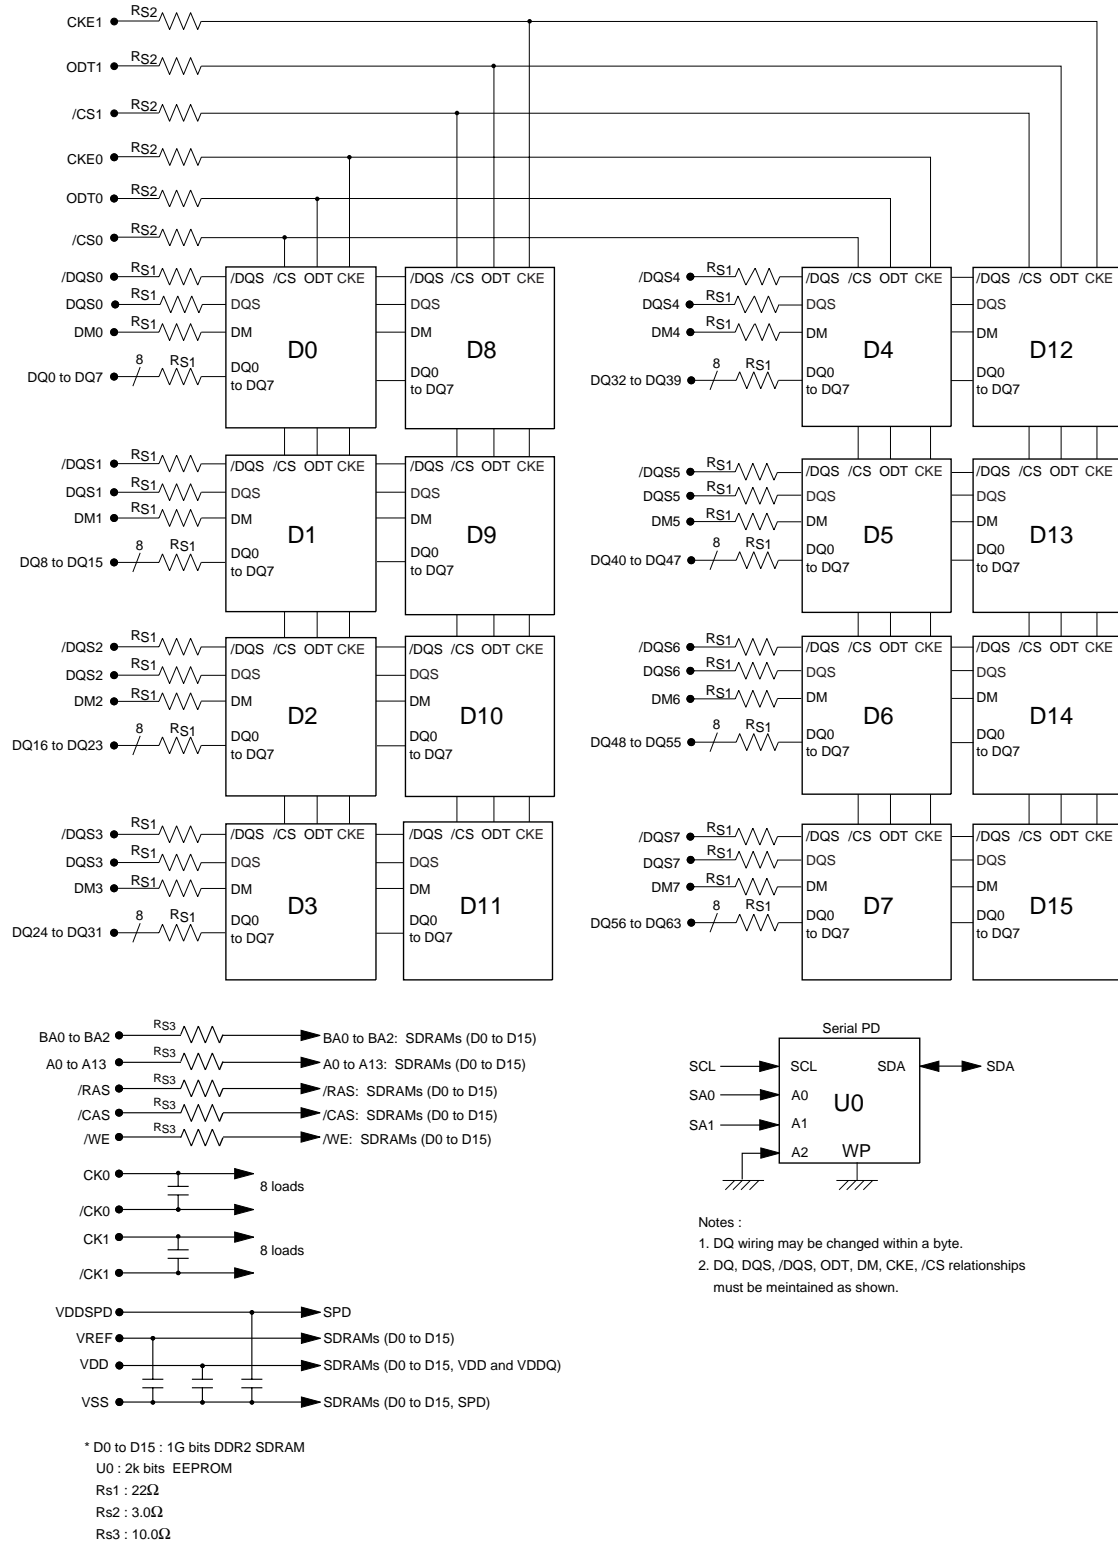 CKE1 RS2
ODT1 RS2
/CS1 RS2
CKE0 RS2
ODT0 RS2
/CS0 RS2
/DQS0 RS1 /DQS /CS ODT CKE /DQS /CS ODT CKE
DQS0 RS1 DQS DQS
DM0 RS1 DM DM
D0 D8
DQ0 to DQ7 8 RS1 DQ0 to DQ7 DQ0 to DQ7
/DQS4 RS1 /DQS /CS ODT CKE /DQS /CS ODT CKE
DQS4 RS1 DQS DQS
DM4 RS1 DM DM
D4 D12
DQ32 to DQ39 8 RS1 DQ0 to DQ7 DQ0 to DQ7
/DQS1 RS1 /DQS /CS ODT CKE /DQS /CS ODT CKE
DQS1 RS1 DQS DQS
DM1 RS1 DM DM
D1 D9
DQ8 to DQ15 8 RS1 DQ0 to DQ7 DQ0 to DQ7
/DQS5 RS1 /DQS /CS ODT CKE /DQS /CS ODT CKE
DQS5 RS1 DQS DQS
DM5 RS1 DM DM
D5 D13
DQ40 to DQ47 8 RS1 DQ0 to DQ7 DQ0 to DQ7
/DQS2 RS1 /DQS /CS ODT CKE /DQS /CS ODT CKE
DQS2 RS1 DQS DQS
DM2 RS1 DM DM
D2 D10
DQ16 to DQ23 8 RS1 DQ0 to DQ7 DQ0 to DQ7
/DQS6 RS1 /DQS /CS ODT CKE /DQS /CS ODT CKE
DQS6 RS1 DQS DQS
DM6 RS1 DM DM
D6 D14
DQ48 to DQ55 8 RS1 DQ0 to DQ7 DQ0 to DQ7
/DQS3 RS1 /DQS /CS ODT CKE /DQS /CS ODT CKE
DQS3 RS1 DQS DQS
DM3 RS1 DM DM
D3 D11
DQ24 to DQ31 8 RS1 DQ0 to DQ7 DQ0 to DQ7
/DQS7 RS1 /DQS /CS ODT CKE /DQS /CS ODT CKE
DQS7 RS1 DQS DQS
DM7 RS1 DM DM
D7 D15
DQ56 to DQ63 8 RS1 DQ0 to DQ7 DQ0 to DQ7
BA0 to BA2 RS3 BA0 to BA2: SDRAMs (D0 to D15)
A0 to A13 RS3 A0 to A13: SDRAMs (D0 to D15)
/RAS RS3 /RAS: SDRAMs (D0 to D15)
/CAS RS3 /CAS: SDRAMs (D0 to D15)
/WE RS3 /WE: SDRAMs (D0 to D15)
CK0
8 loads
/CK0
CK1
8 loads
/CK1
VDDSPD SPD
VREF SDRAMs (D0 to D15)
VDD SDRAMs (D0 to D15, VDD and VDDQ)
VSS SDRAMs (D0 to D15, SPD)
* D0 to D15 : 1G bits DDR2 SDRAM
U0 : 2k bits EEPROM
Rs1 : 22Ω
Rs2 : 3.0Ω
Rs3 : 10.0Ω
Serial PD
SCL SCL SDA SDA
SA0 A0
U0
SA1 A1
A2 WP
Notes :
1. DQ wiring may be changed within a byte.
2. DQ, DQS, /DQS, ODT, DM, CKE, /CS relationships
must be meintained as shown.